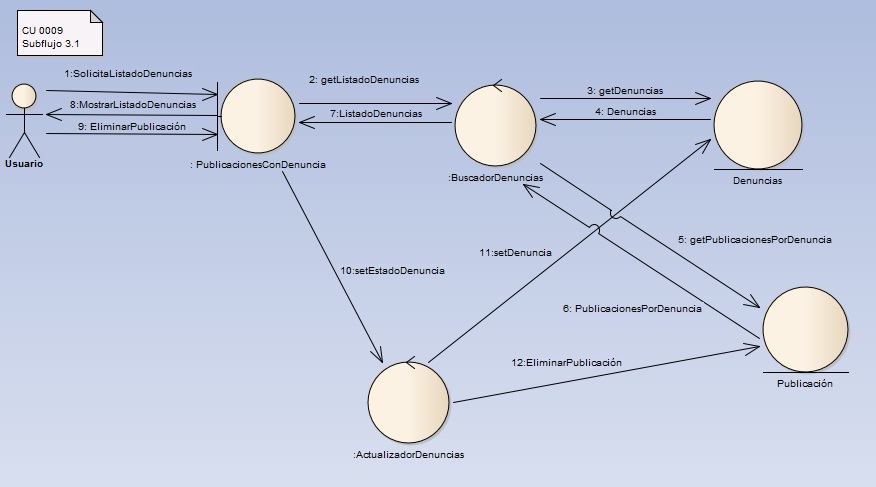 CU 0009
Subflujo 3.1
1:SolicitaListadoDenuncias
2: getListadoDenuncias
3: getDenuncias
8:MostrarListadoDenuncias
7:ListadoDenuncias
4: Denuncias
9: EliminarPublicación
Usuario
: PublicacionesConDenuncia
:BuscadorDenuncias
Denuncias
5: getPublicacionesPorDenuncia
11:setDenuncia
10:setEstadoDenuncia
6: PublicacionesPorDenuncia
12:EliminarPublicación
Publicación
:ActualizadorDenuncias